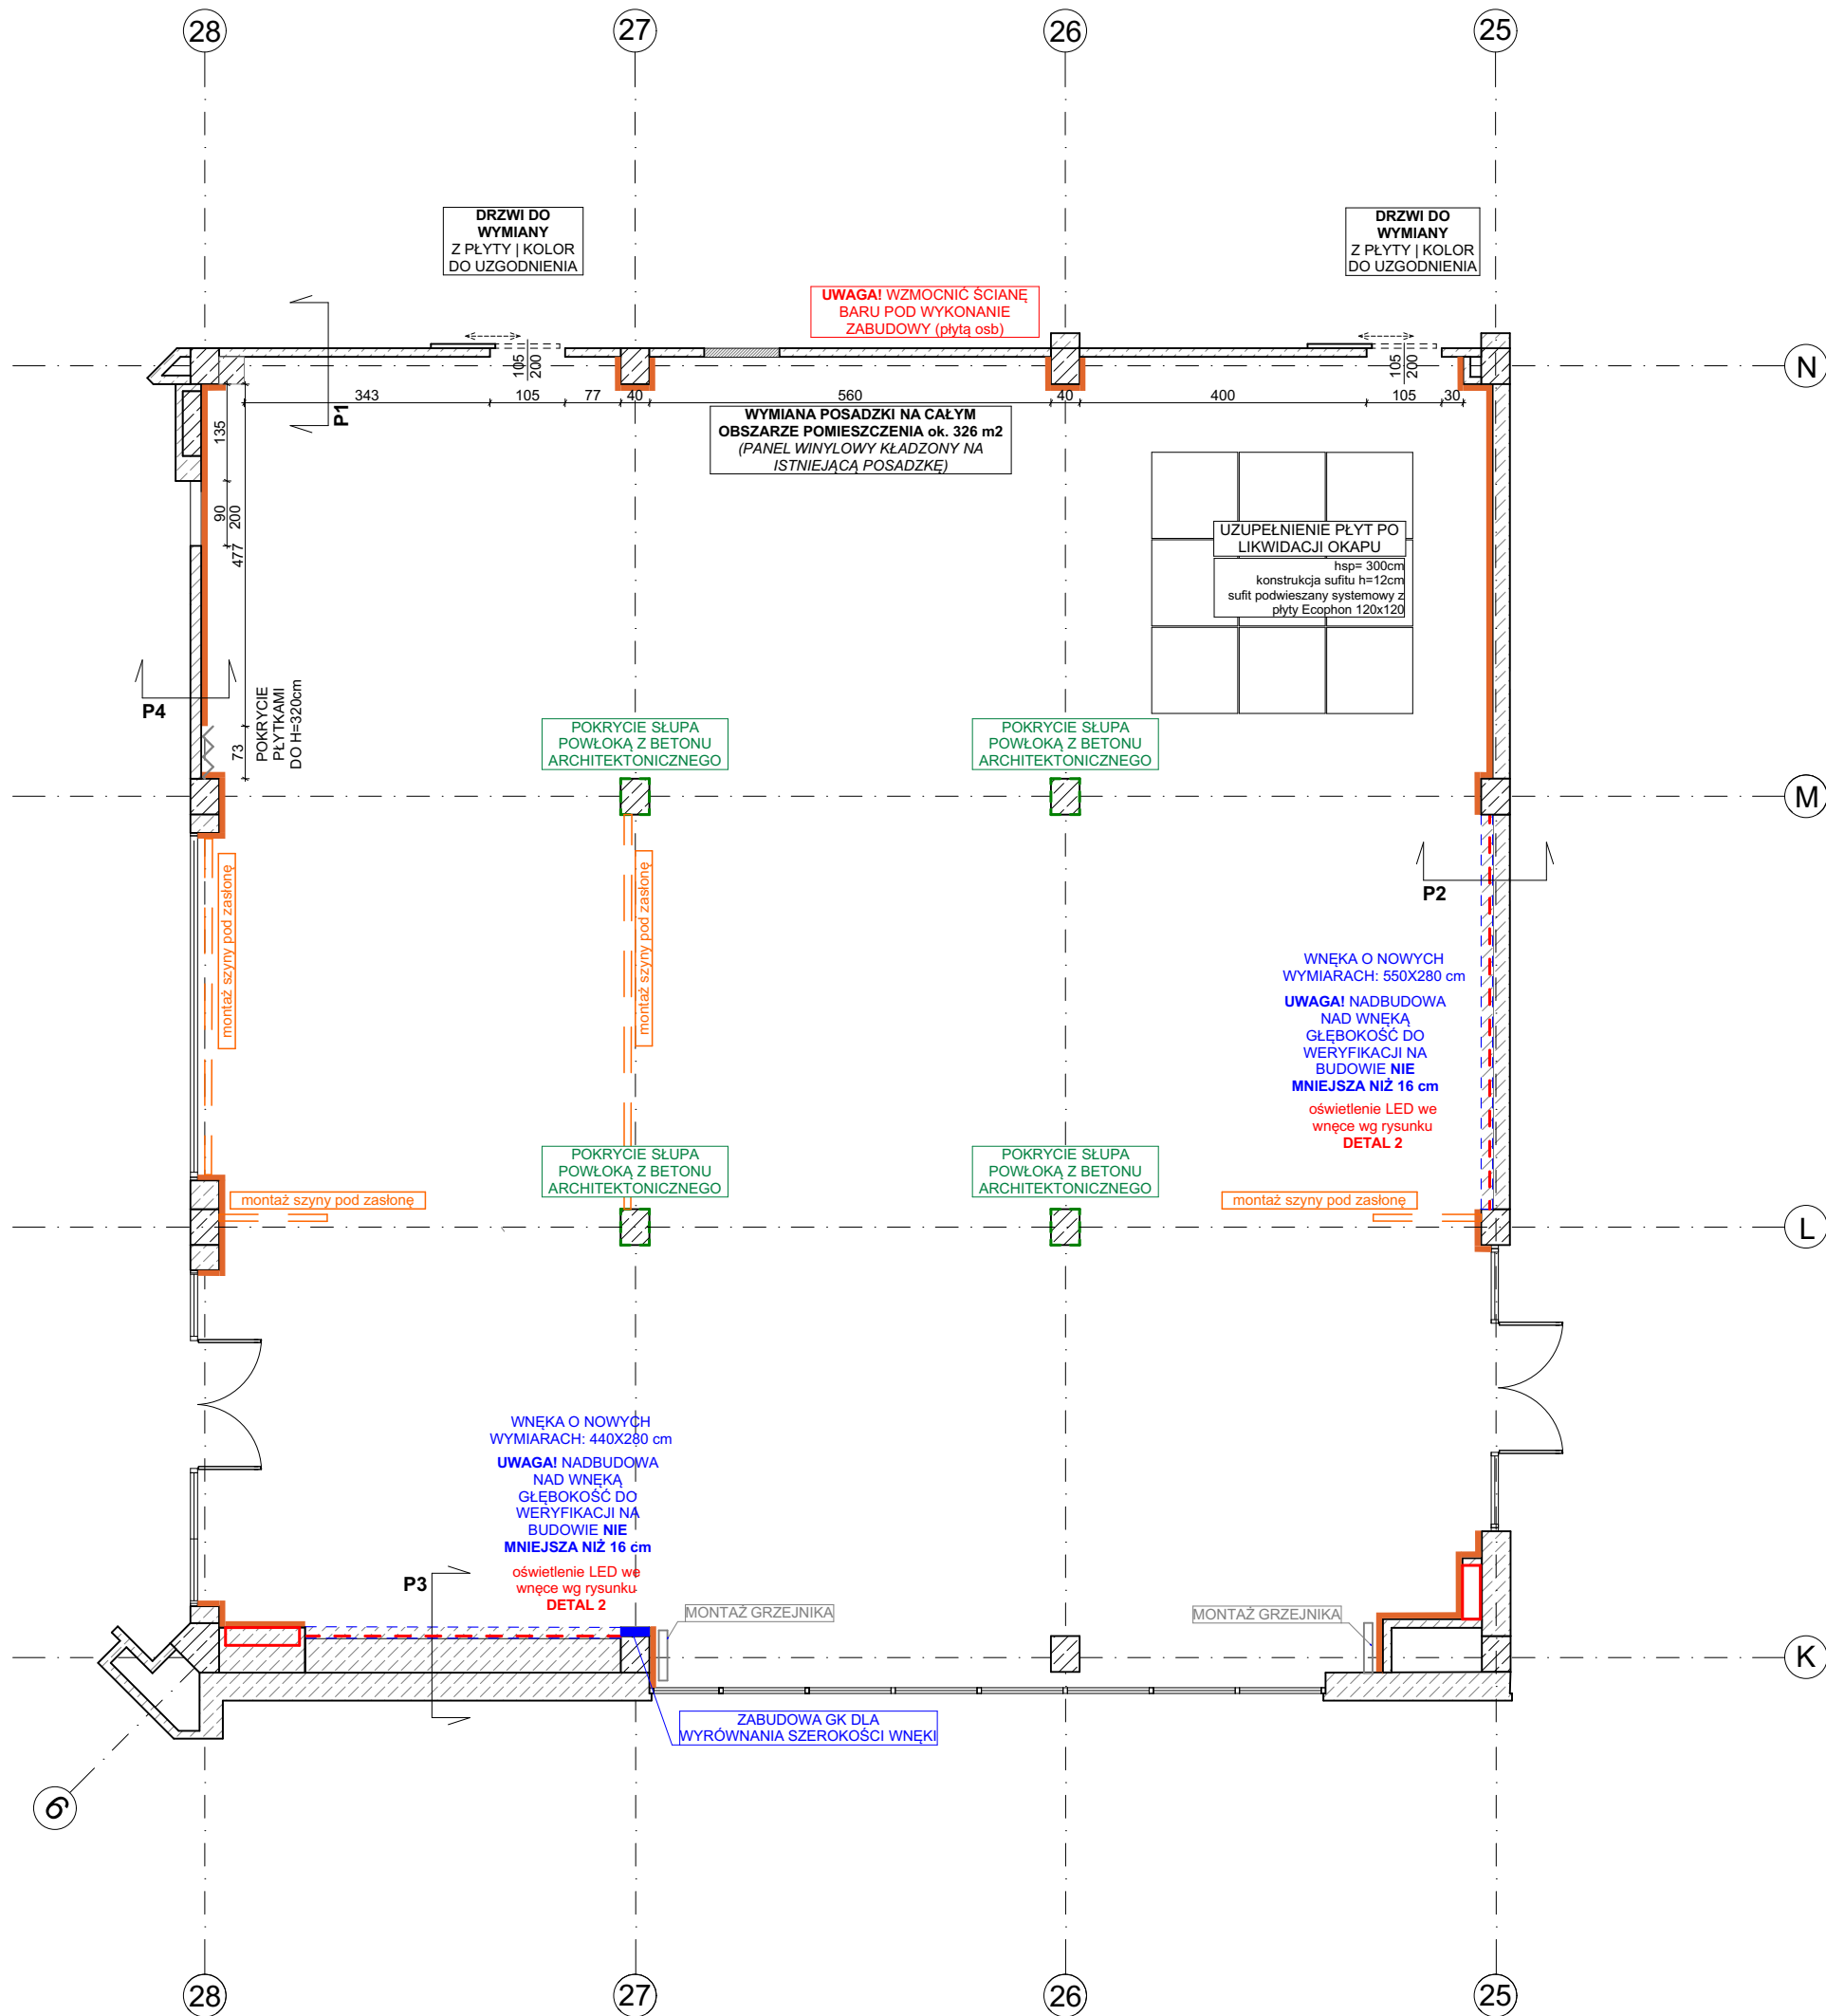 28
27
26
25
DRZWI DO
WYMIANY
Z PŁYTY | KOLOR
DO UZGODNIENIA
DRZWI DO
WYMIANY
Z PŁYTY | KOLOR
DO UZGODNIENIA
UWAGA! WZMOCNIĆ ŚCIANĘ
BARU POD WYKONANIE
ZABUDOWY (płytą osb)
N
105
200
105
200
343
105
77
40
560
40
400
105
30
P1
135
90
200
477
73
WYMIANA POSADZKI NA CAŁYM
OBSZARZE POMIESZCZENIA ok. 326 m2
(PANEL WINYLOWY KŁADZONY NA
ISTNIEJĄCĄ POSADZKĘ)
UZUPEŁNIENIE PŁYT PO
LIKWIDACJI OKAPU
hsp= 300cm
konstrukcja sufitu h=12cm
sufit podwieszany systemowy z
płyty Ecophon 120x120
P4
POKRYCIE
PŁYTKAMI
DO H=320cm
POKRYCIE SŁUPA
POWŁOKĄ Z BETONU
ARCHITEKTONICZNEGO
POKRYCIE SŁUPA
POWŁOKĄ Z BETONU
ARCHITEKTONICZNEGO
M
montaż szyny pod zasłonę
montaż szyny pod zasłonę
P2
WNĘKA O NOWYCH
WYMIARACH: 550X280 cm
UWAGA! NADBUDOWA
NAD WNĘKĄ
GŁĘBOKOŚĆ DO
WERYFIKACJI NA
BUDOWIE NIE
MNIEJSZA NIŻ 16 cm
oświetlenie LED we
wnęce wg rysunku
DETAL 2
POKRYCIE SŁUPA
POWŁOKĄ Z BETONU
ARCHITEKTONICZNEGO
POKRYCIE SŁUPA
POWŁOKĄ Z BETONU
ARCHITEKTONICZNEGO
montaż szyny pod zasłonę
montaż szyny pod zasłonę
L
WNĘKA O NOWYCH
WYMIARACH: 440X280 cm
UWAGA! NADBUDOWA
NAD WNĘKĄ
GŁĘBOKOŚĆ DO
WERYFIKACJI NA
BUDOWIE NIE
MNIEJSZA NIŻ 16 cm
oświetlenie LED we
wnęce wg rysunku
DETAL 2
P3
MONTAŻ GRZEJNIKA
MONTAŻ GRZEJNIKA
K
ZABUDOWA GK DLA
WYRÓWNANIA SZEROKOŚCI WNĘKI
6
28
27
26
25